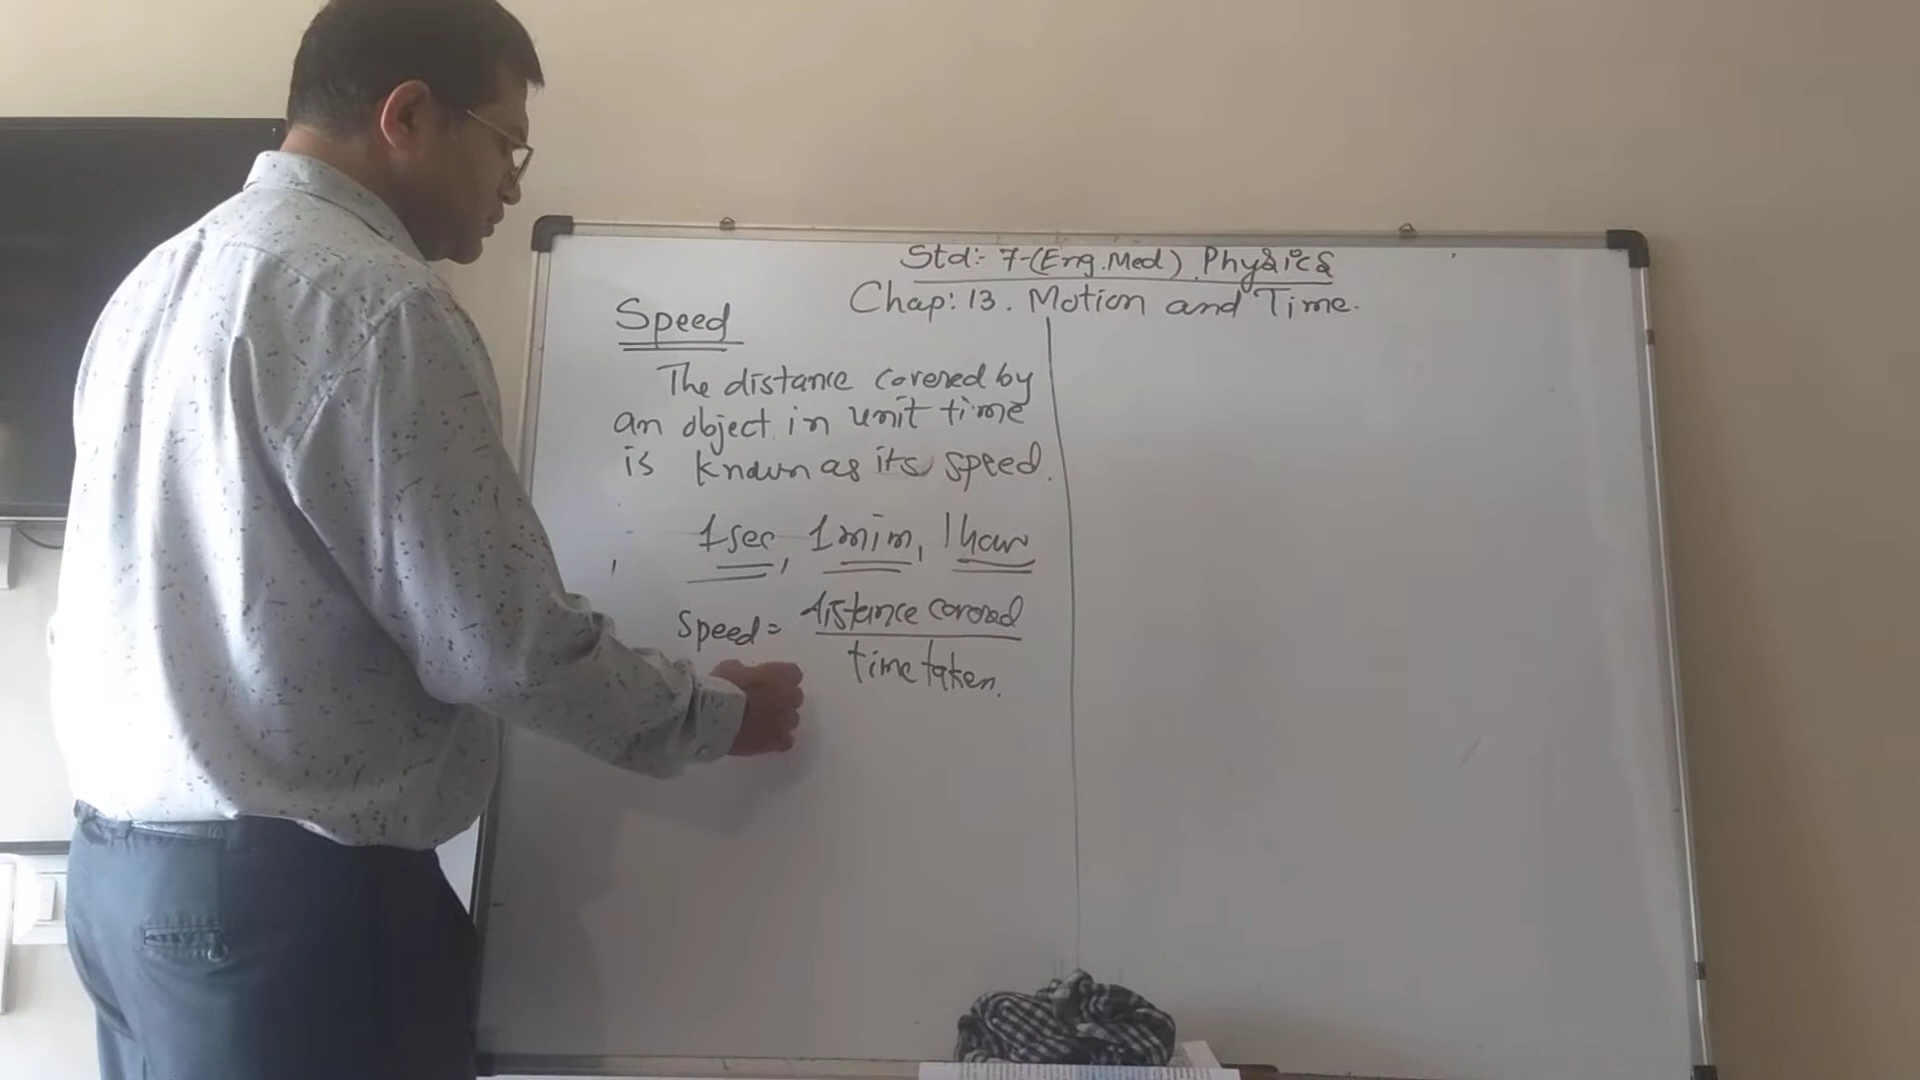 Std:- 7-(Eng.Med) Physics
Chap: 13. Motion and Time.
Speed
The distance covered by
an object in unit time
is known as its speed.
1sec, 1min, 1hour
Speed = distance covered
time taken.